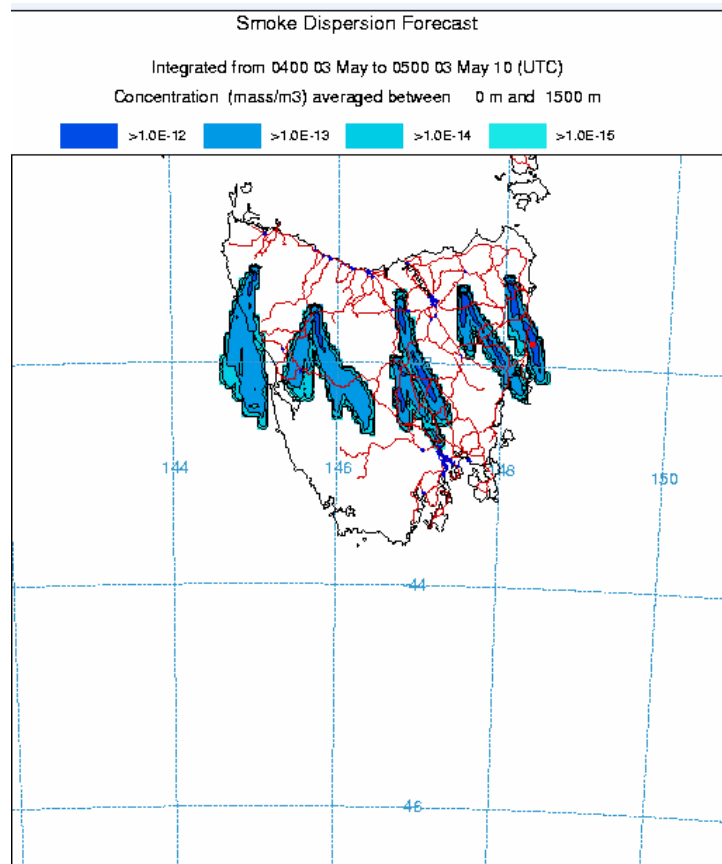 Smoke Dispersion Forecast
Integrated from 0400 03 May to 0500 03 May 10 (UTC)
Concentration (mass/m3) averaged between 0 m and 1500 m
>1.0E-12 >1.0E-13 >1.0E-14 >1.0E-15
144 146 148 150
44
46